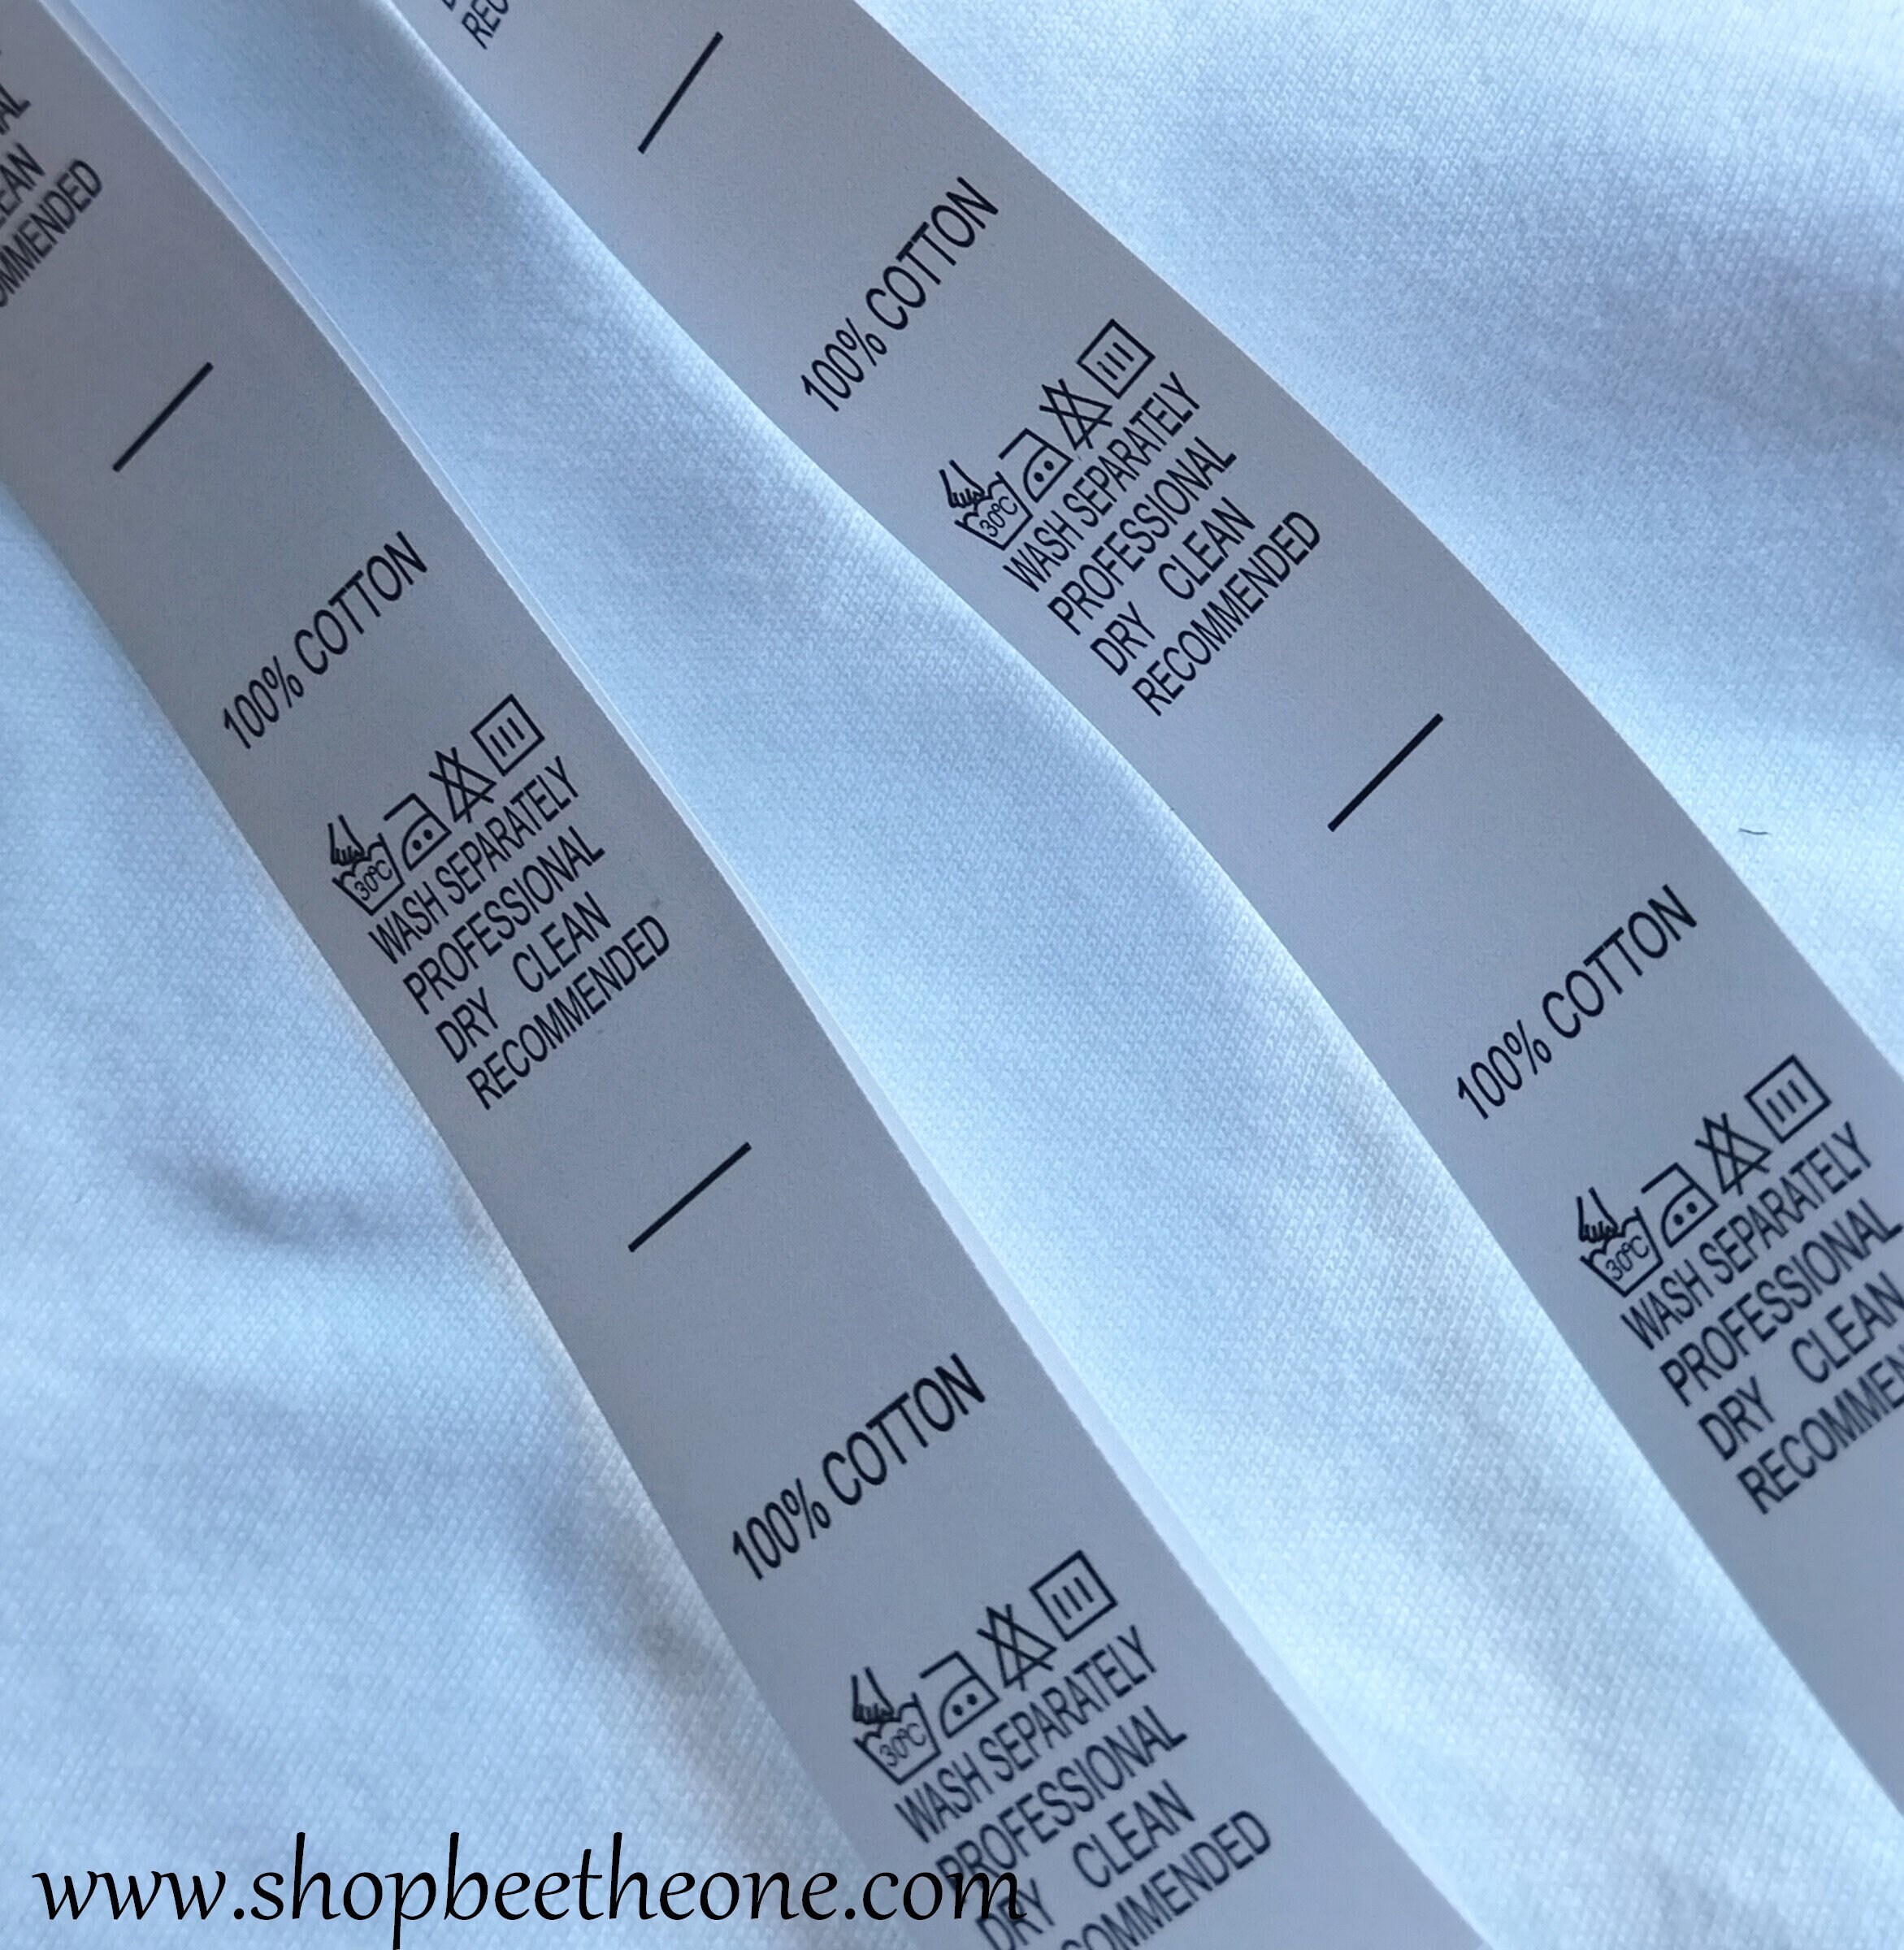 RECOMMENDED
100% COTTON
30°C
WASH SEPARATELY
PROFESSIONAL
DRY CLEAN
RECOMMENDED
100% COTTON
30°C
WASH SEPARATELY
PROFESSIONAL
DRY CLEAN
COMMENDED
100% COTTON
30°C
WASH SEPARATELY
PROFESSIONAL
DRY CLEAN
RECOMMENDED
100% COTTON
30°C
WASH SEPARATELY
PROFESSIONAL
DRY CLEAN
RECOMMEN
www.shopbeetheone.com